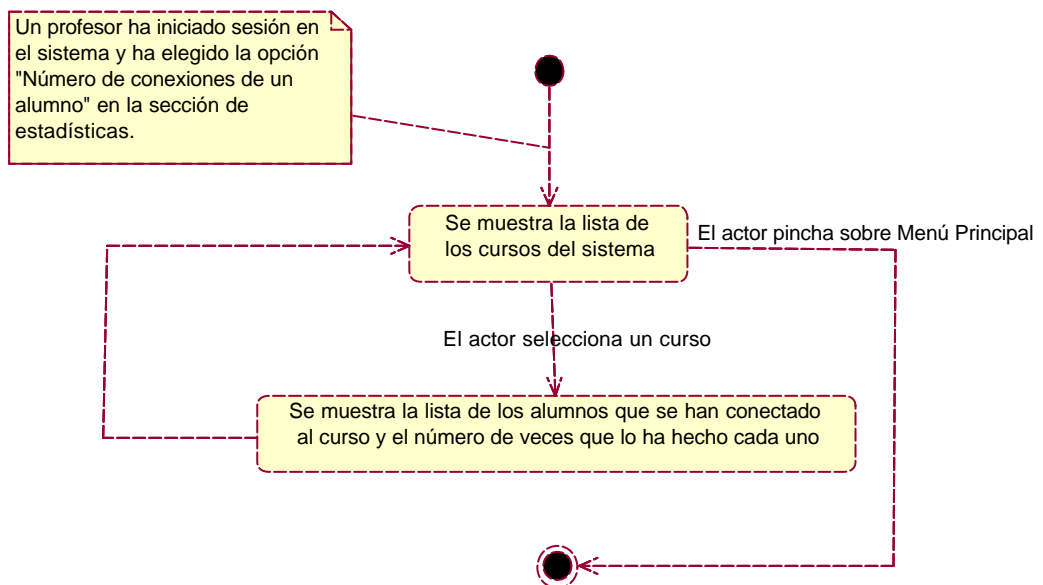 Un profesor ha iniciado sesión en
el sistema y ha elegido la opción
"Número de conexiones de un
alumno" en la sección de
estadísticas.
Se muestra la lista de
los cursos del sistema
El actor pincha sobre Menú Principal
El actor selecciona un curso
Se muestra la lista de los alumnos que se han conectado
al curso y el número de veces que lo ha hecho cada uno